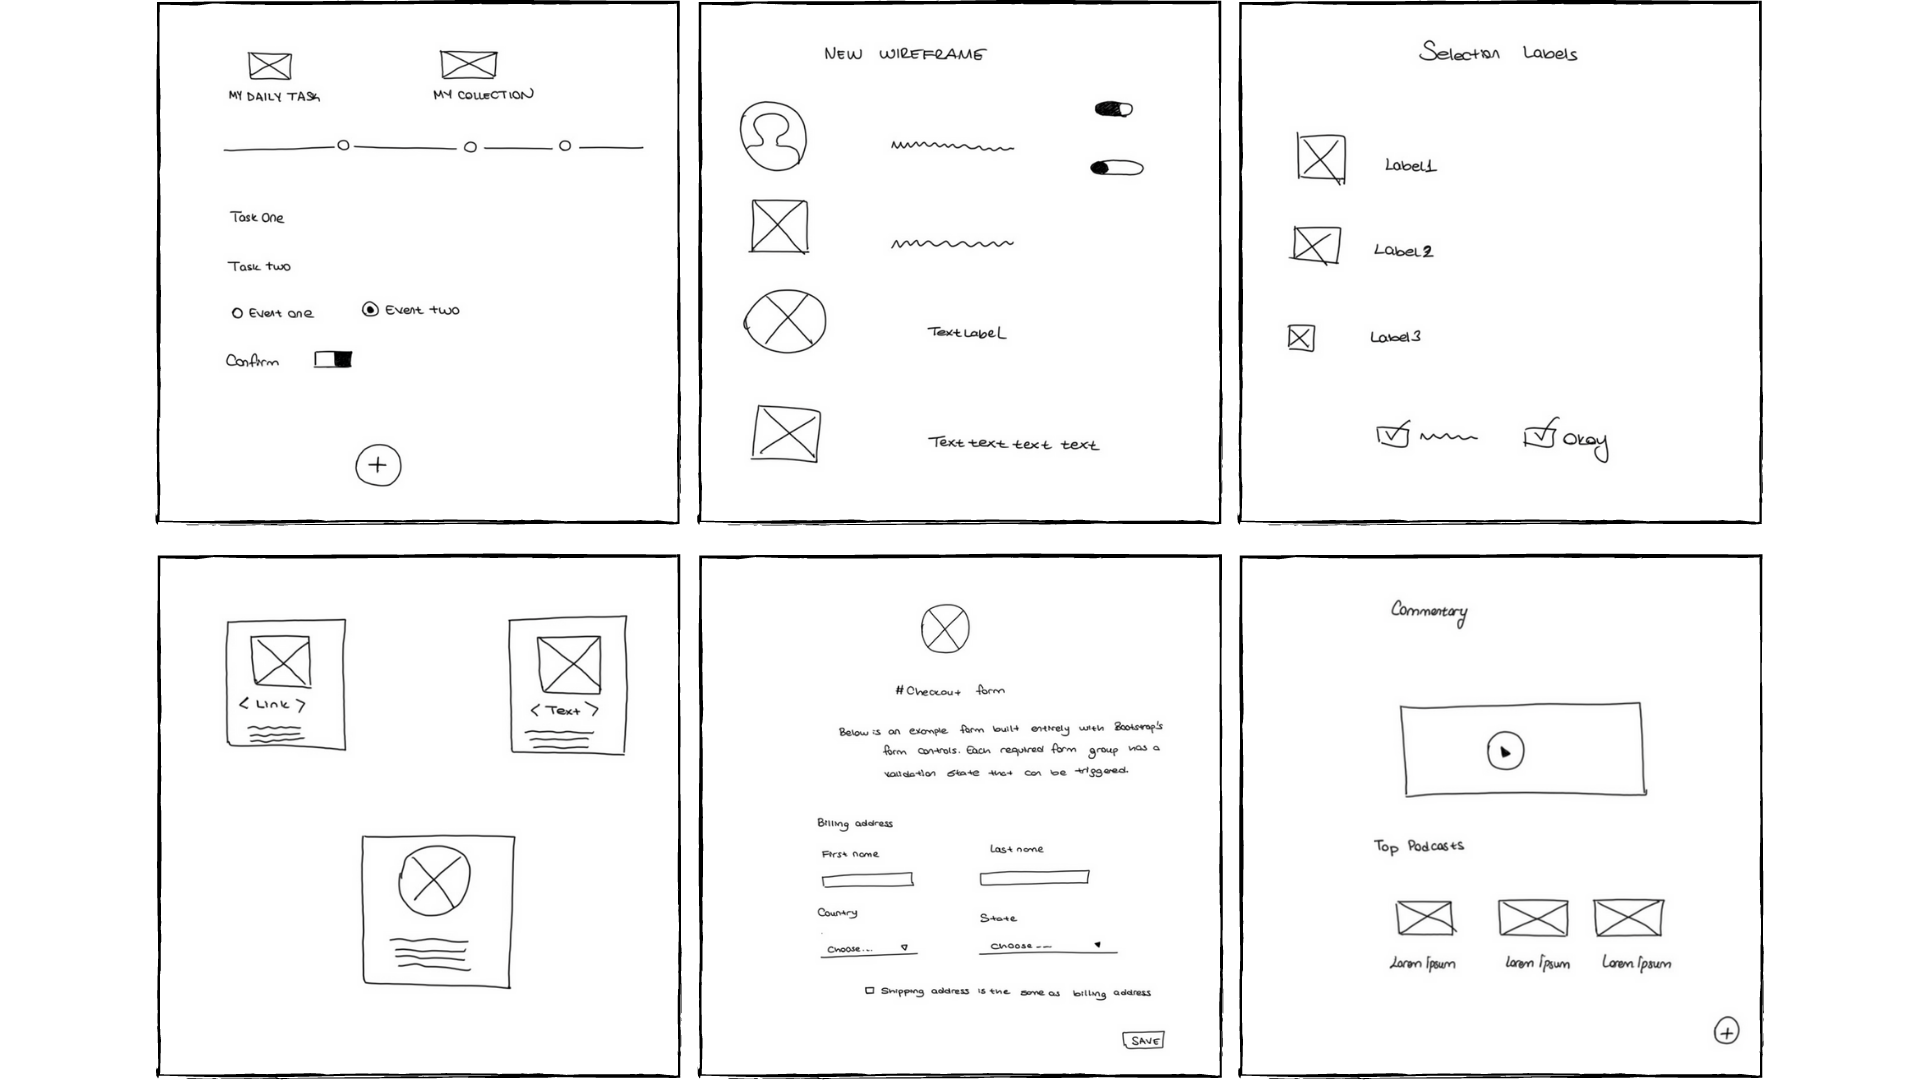 MY DAILY TASK
MY COLLECTION
Task One
Task two
Event one
Event two
Confirm
NEW WIREFRAME
TextLabel
Text text text text
Selection Labels
Label1
Label2
Label3
Okay
< Link >
< Text >
#Checkout form
Below is an example form built entirely with Bootstrap's
form controls. Each required form group has a
validation state that can be triggered.
Billing address
First name
Last name
Country
State
Choose...
Choose ---
Shipping address is the same as billing address
SAVE
Commentary
Top Podcasts
Lorem Ipsum
Lorem Ipsum
Lorem Ipsum